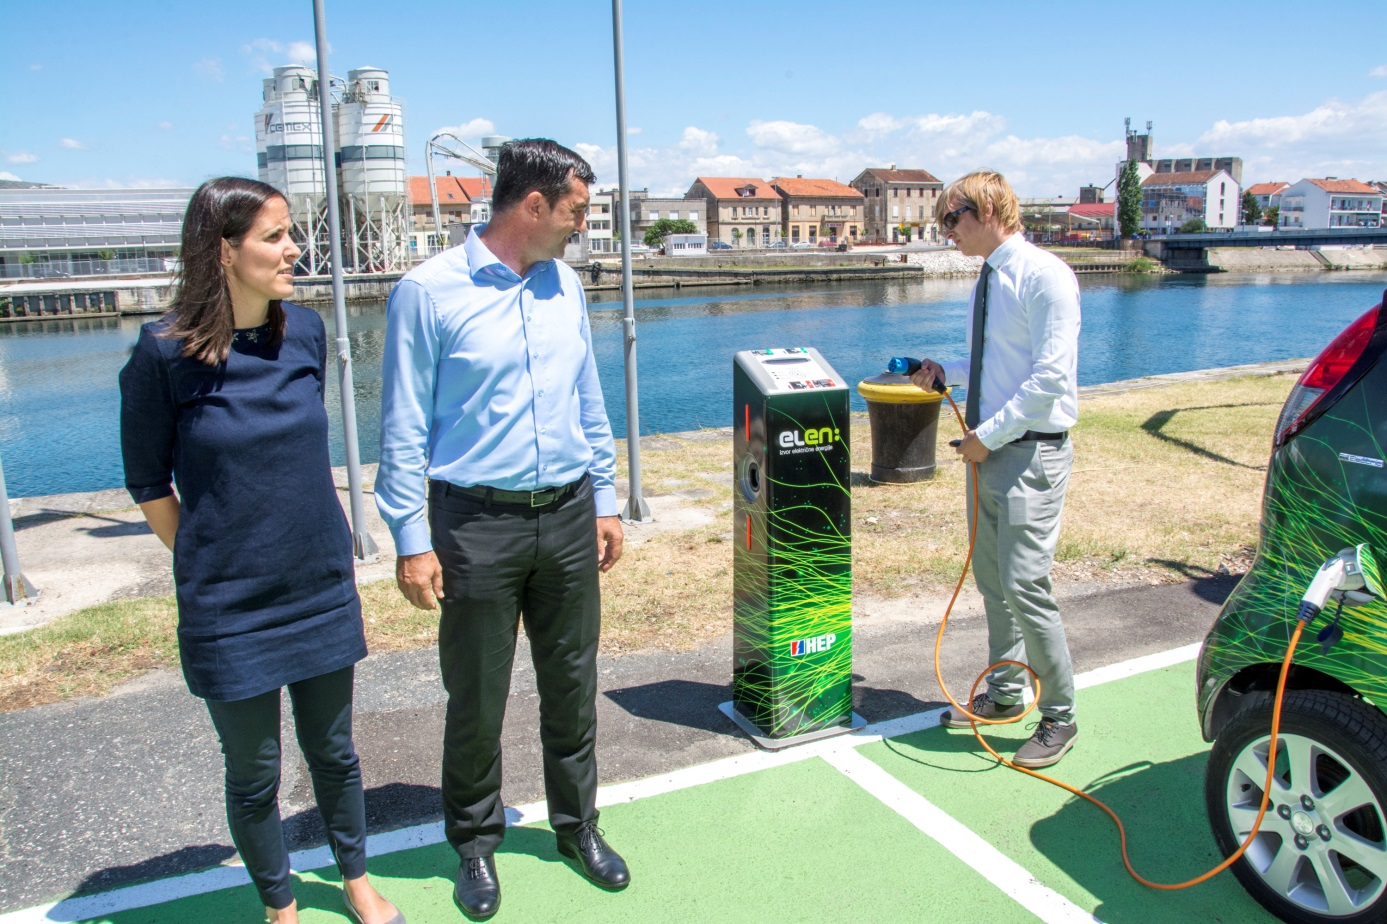 CEMEX
eLen:
Izvor električne energije
HEP